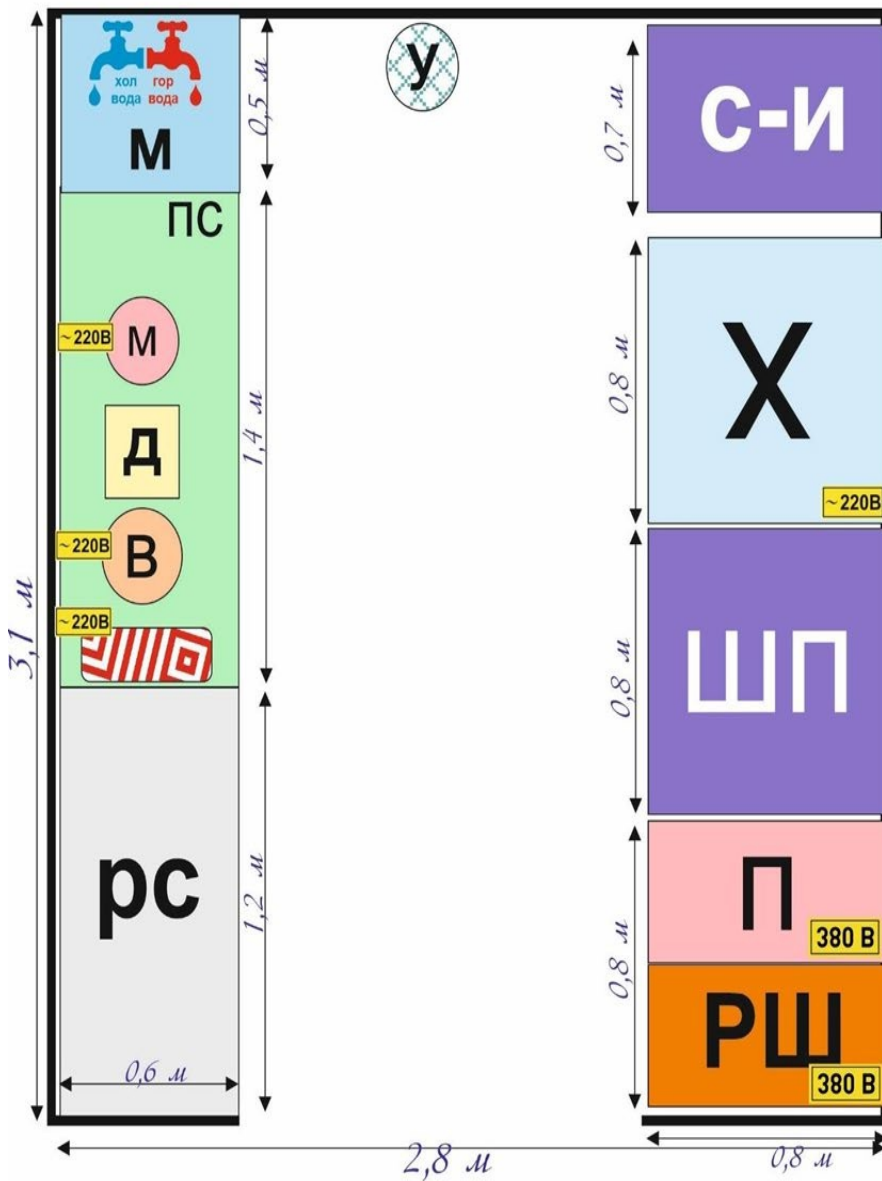 хол гор
вода вода
М
0,5 м
У
С-И
0,7 м
ПС
~220В
М
Д
~220В
В
~220В
1,4 м
Х
~220В
0,8 м
ШП
0,8 м
3,1 м
рс
1,2 м
0,6 м
П
380 В
РШ
380 В
0,8 м
2,8 м
0,8 м